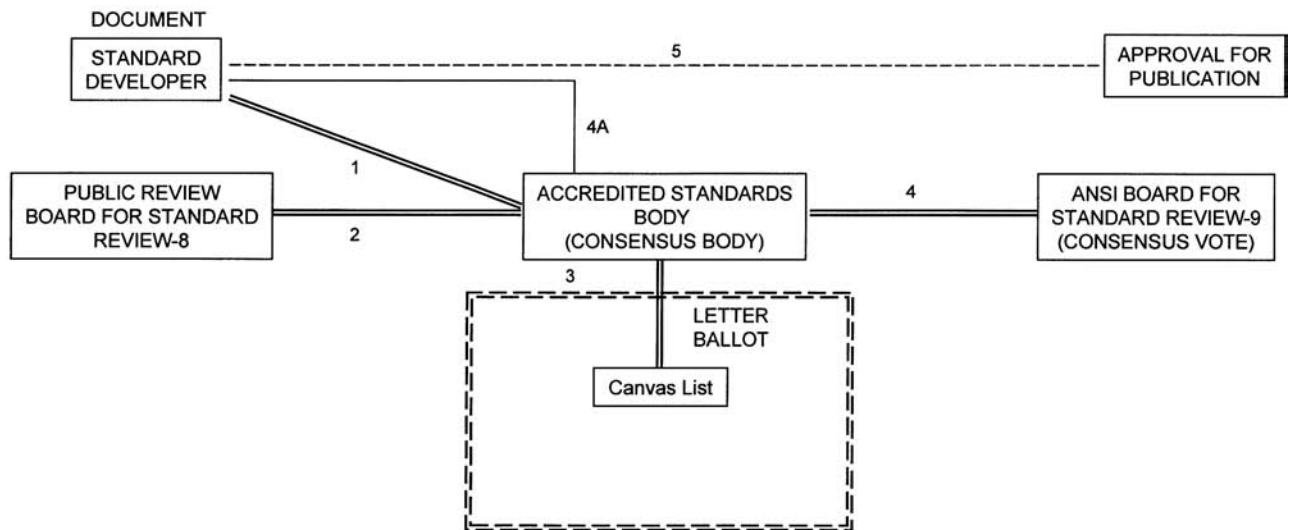 DOCUMENT
STANDARD
DEVELOPER
5
APPROVAL FOR
PUBLICATION
4A
1
PUBLIC REVIEW
BOARD FOR STANDARD
REVIEW-8
2
ACCREDITED STANDARDS
BODY
(CONSENSUS BODY)
4
ANSI BOARD FOR
STANDARD REVIEW-9
(CONSENSUS VOTE)
3
LETTER
BALLOT
Canvas List